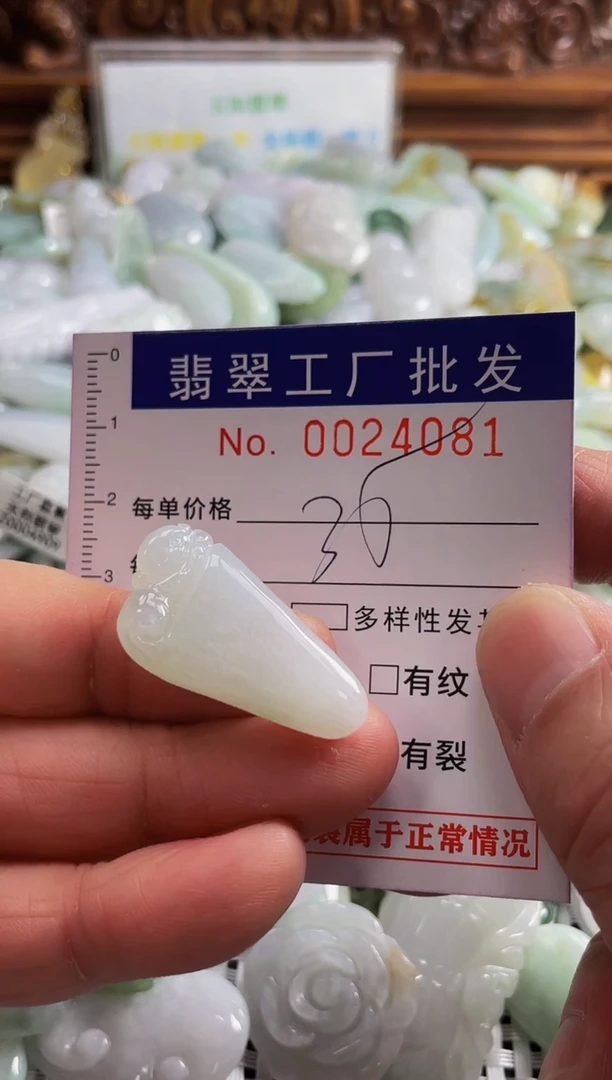 0
翡翠工厂批发
1
No. 0024081
2
每单价格 36
3
多样性发
有纹
有裂
属于正常情况